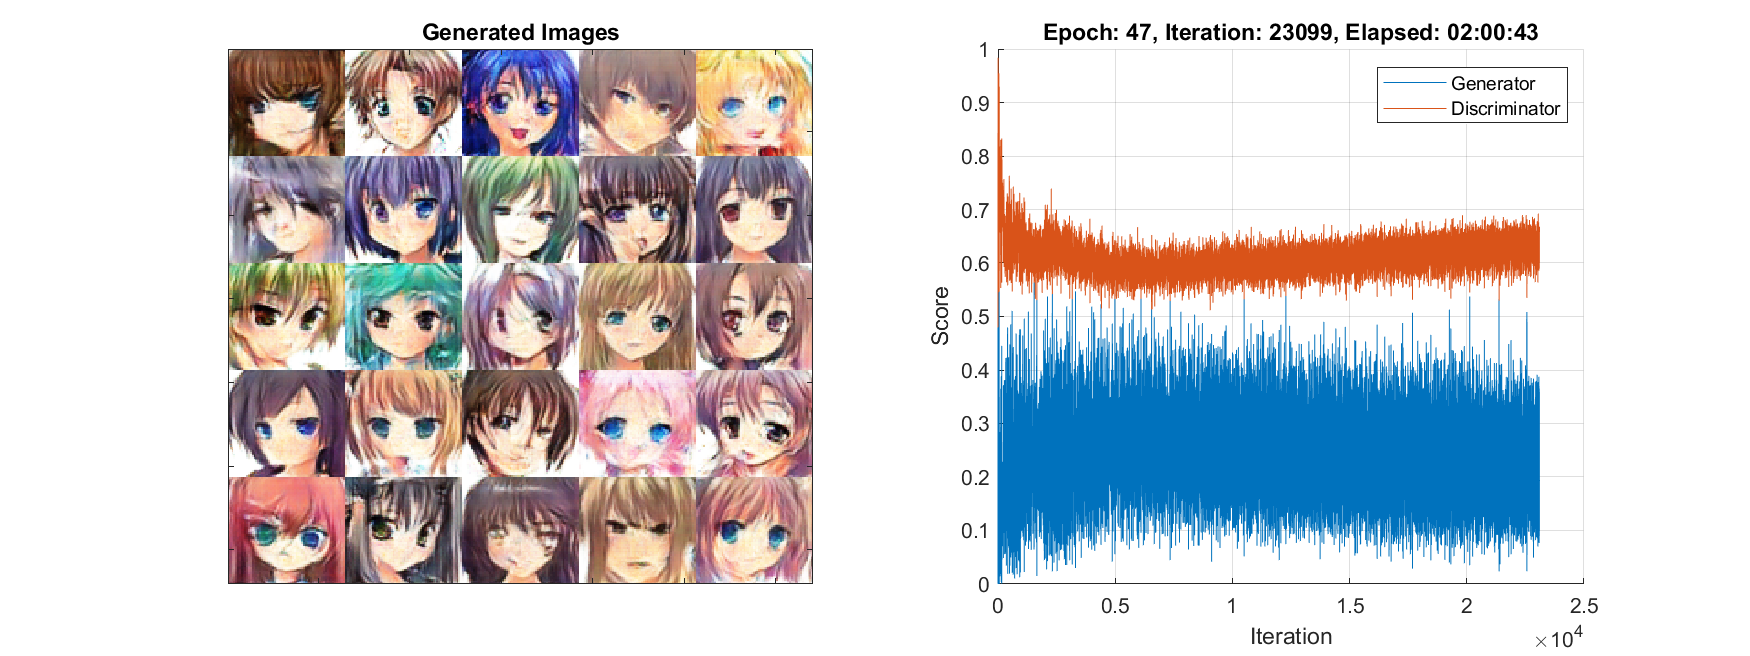 Generated Images
Epoch: 47, Iteration: 23099, Elapsed: 02:00:43
Generator
Discriminator
1
0.9
0.8
0.7
0.6
0.5
0.4
0.3
0.2
0.1
0
Score
0 0.5 1 1.5 2 2.5
Iteration
×10⁴